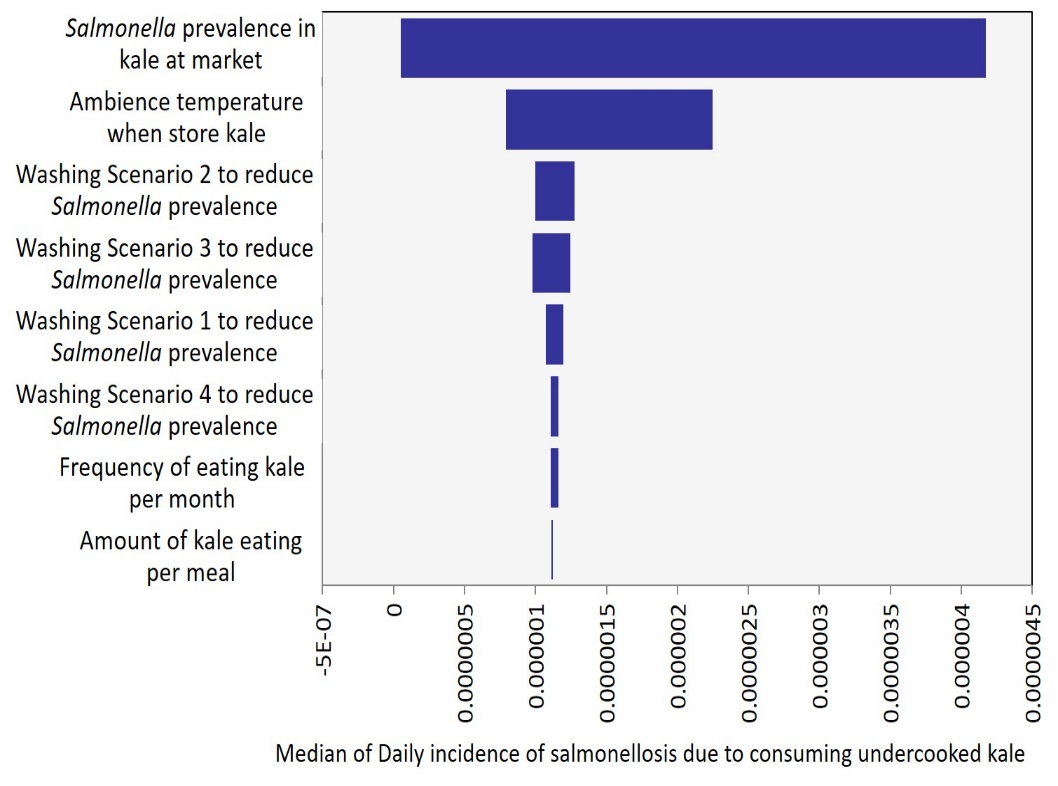 Salmonella prevalence in
kale at market
Ambience temperature
when store kale
Washing Scenario 2 to reduce
Salmonella prevalence
Washing Scenario 3 to reduce
Salmonella prevalence
Washing Scenario 1 to reduce
Salmonella prevalence
Washing Scenario 4 to reduce
Salmonella prevalence
Frequency of eating kale
per month
Amount of kale eating
per meal
-5E-07
0
0.0000005
0.000001
0.0000015
0.000002
0.0000025
0.000003
0.0000035
0.000004
0.0000045
Median of Daily incidence of salmonellosis due to consuming undercooked kale